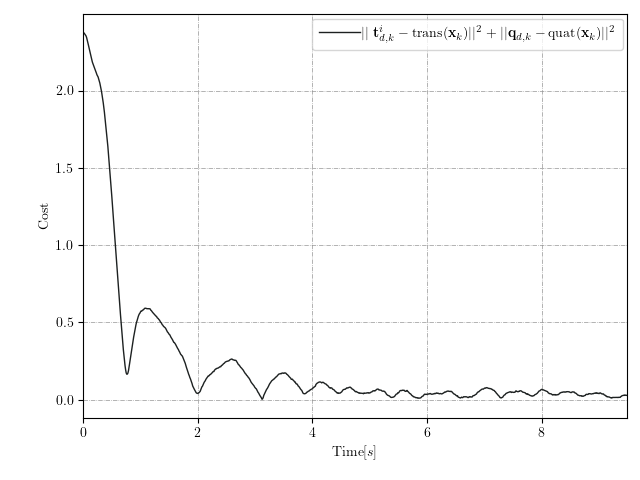 || t^i_{d,k} − trans(x_k)||^2 + ||q_{d,k} − quat(x_k)||^2
2.0
1.5
1.0
0.5
0.0
Cost
0 2 4 6 8
Time[s]